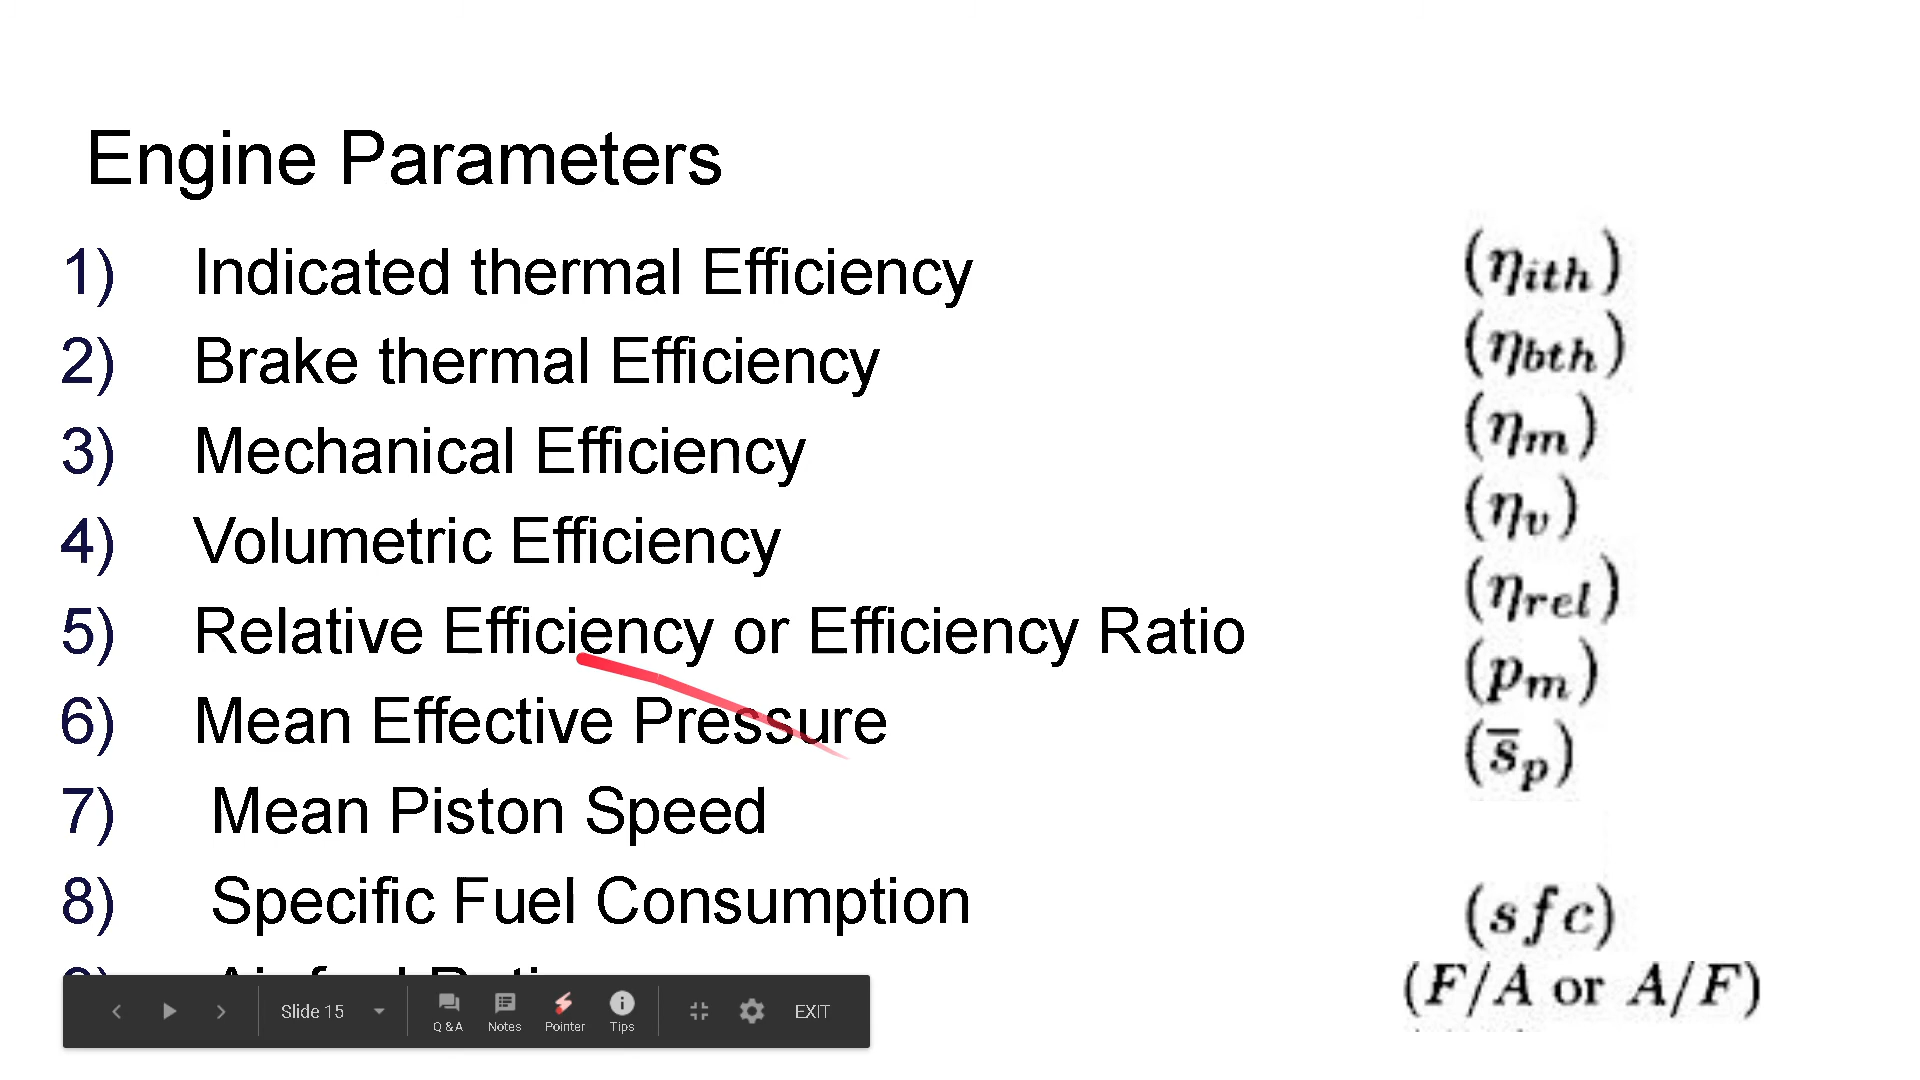 Engine Parameters
1) Indicated thermal Efficiency (ηith)
2) Brake thermal Efficiency (ηbth)
3) Mechanical Efficiency (ηm)
4) Volumetric Efficiency (ηv)
5) Relative Efficiency or Efficiency Ratio (ηrel)
6) Mean Effective Pressure (pm)
7) Mean Piston Speed (s̅p)
8) Specific Fuel Consumption (sfc)
(F/A or A/F)
Slide 15 Q &A Notes Pointer Tips EXIT